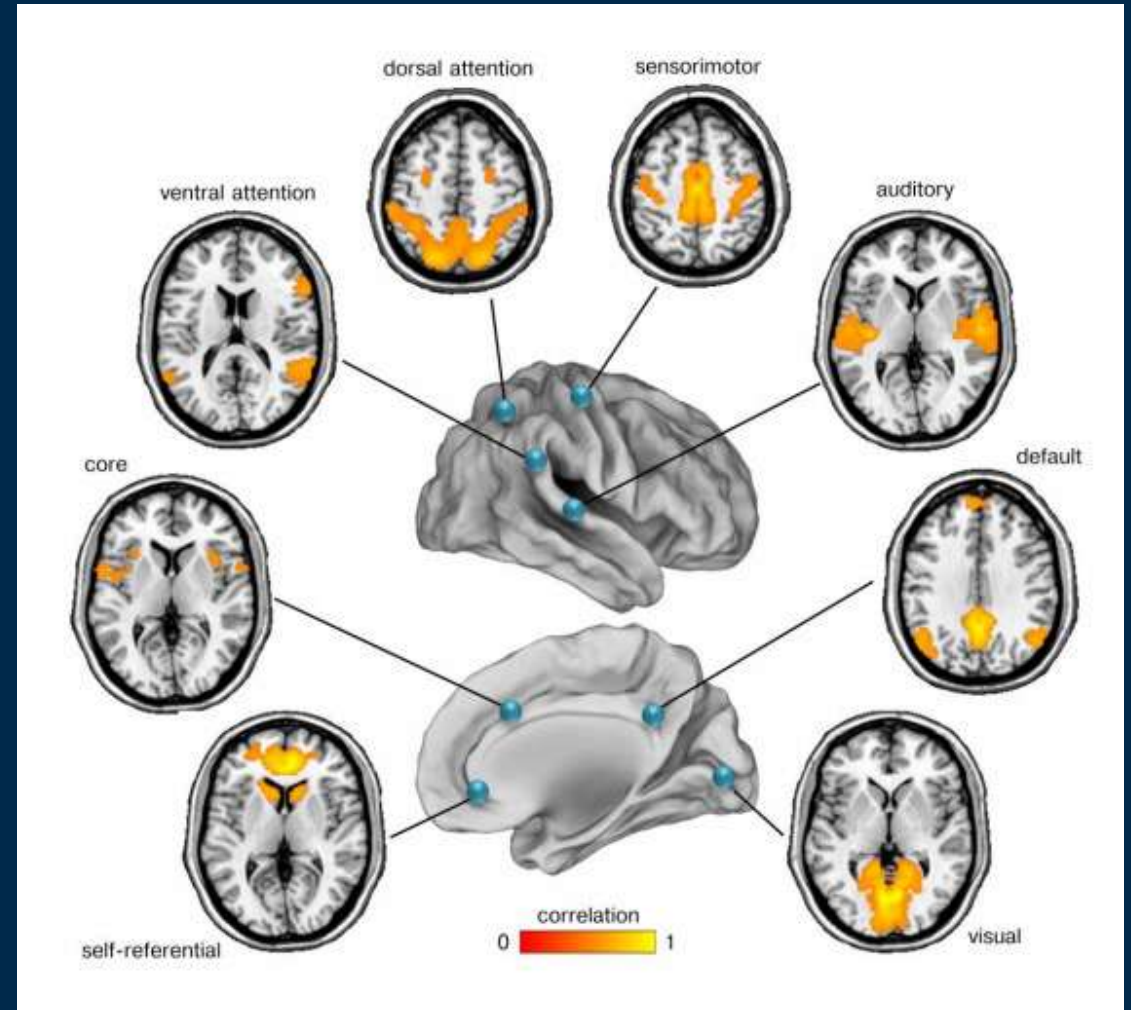 dorsal attention
sensorimotor
ventral attention
auditory
core
default
self-referential
visual
correlation
0 1